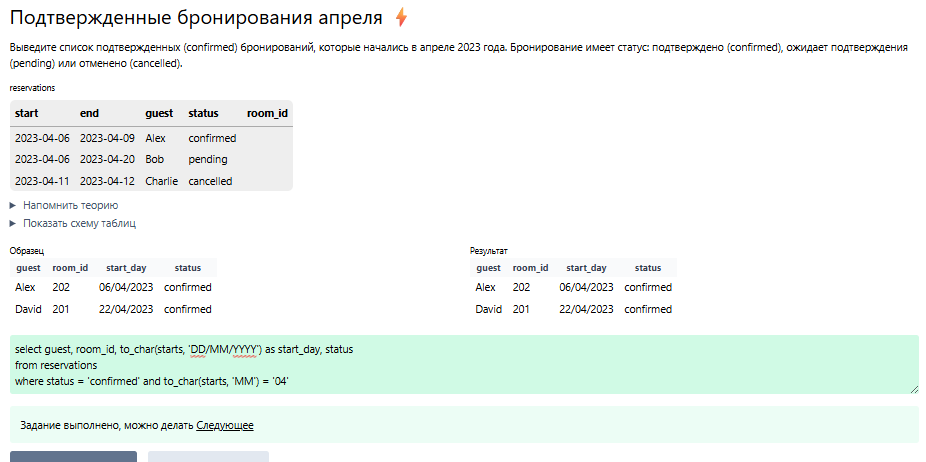 Подтвержденные бронирования апреля
Выведите список подтвержденных (confirmed) бронирований, которые начались в апреле 2023 года. Бронирование имеет статус: подтверждено (confirmed), ожидает подтверждения
(pending) или отменено (cancelled).
reservations
start end guest status room_id
2023-04-06 2023-04-09 Alex confirmed
2023-04-06 2023-04-20 Bob pending
2023-04-11 2023-04-12 Charlie cancelled
Напомнить теорию
Показать схему таблиц
Образец
guest room_id start_day status
Alex 202 06/04/2023 confirmed
David 201 22/04/2023 confirmed
Результат
guest room_id start_day status
Alex 202 06/04/2023 confirmed
David 201 22/04/2023 confirmed
select guest, room_id, to_char(starts, 'DD/MM/YYYY') as start_day, status
from reservations
where status = 'confirmed' and to_char(starts, 'MM') = '04'
Задание выполнено, можно делать Следующее